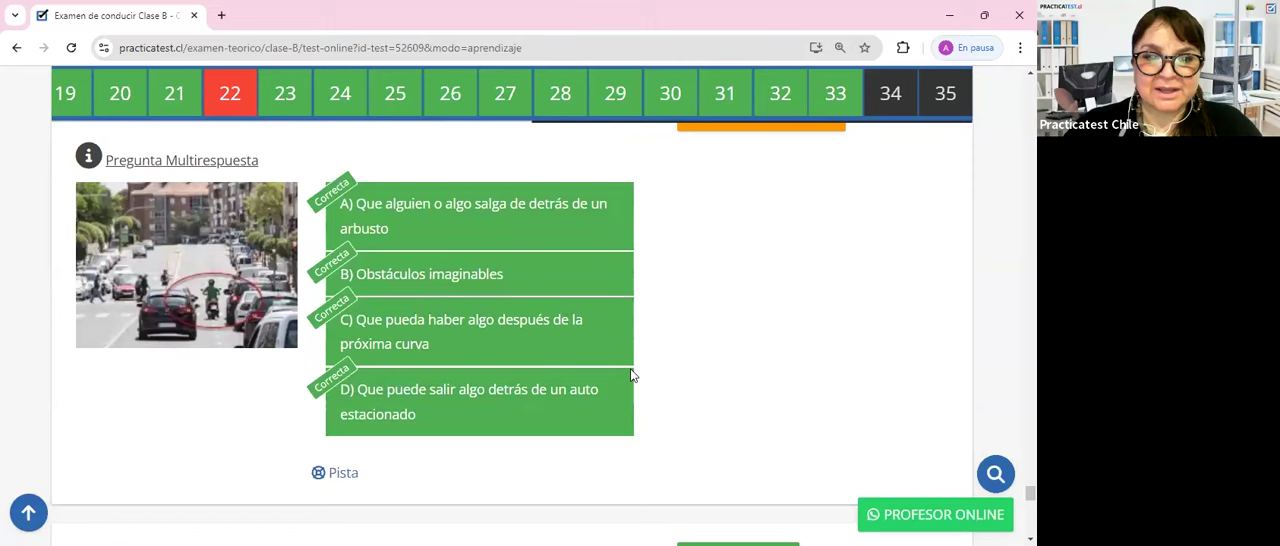 Examen de conducir Clase B - C
practicatest.cl/examen-teorico/clase-B/test-online?id-test=52609&modo=aprendizaje
A En pausa
19 20 21 22 23 24 25 26 27 28 29 30 31 32 33 34 35
Pregunta Multirespuesta
Correcta
A) Que alguien o algo salga de detrás de un
arbusto
Correcta
B) Obstáculos imaginables
Correcta
C) Que pueda haber algo después de la
próxima curva
Correcta
D) Que puede salir algo detrás de un auto
estacionado
Pista
PROFESOR ONLINE
PRACTICATEST.cl
Practicatest Chile